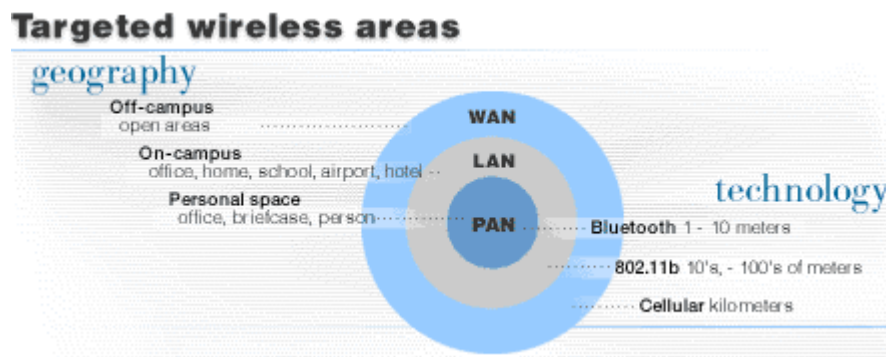 Targeted wireless areas
geography
Off-campus
open areas
On-campus
office, home, school, airport, hotel
Personal space
office, briefcase, person
WAN
LAN
PAN
technology
Bluetooth 1 - 10 meters
802.11b 10's, - 100's of meters
Cellular kilometers